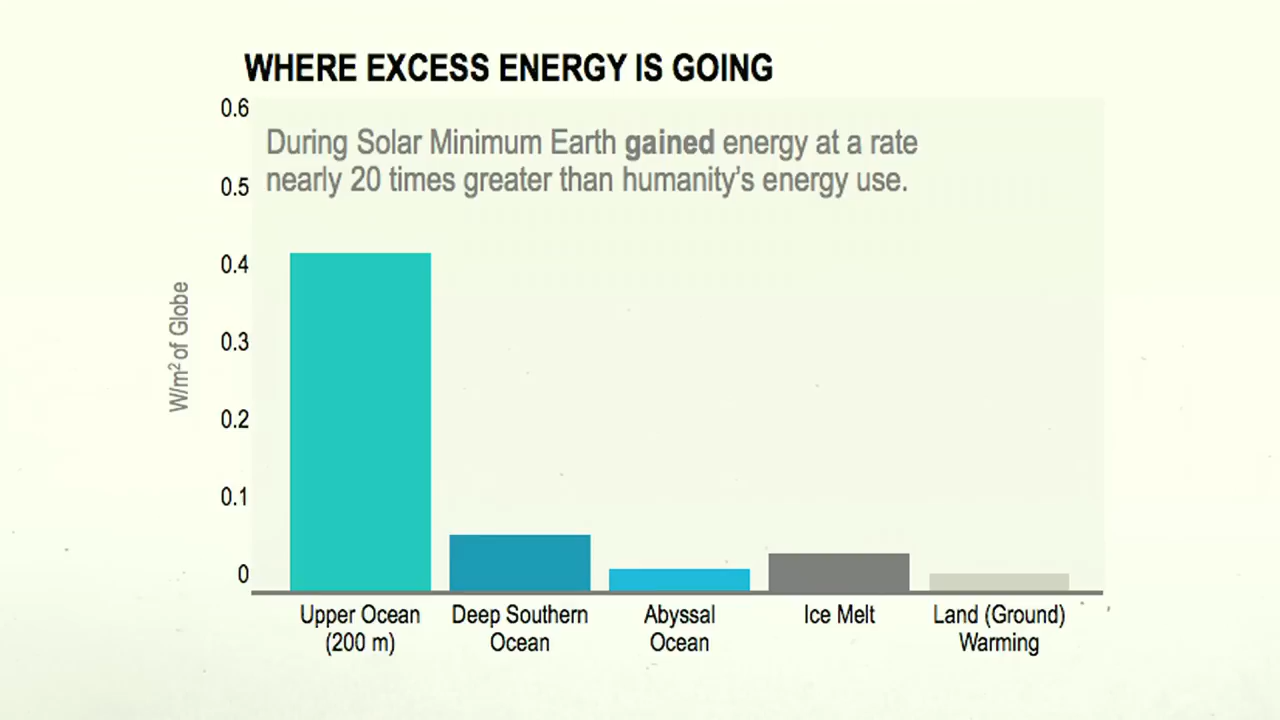 WHERE EXCESS ENERGY IS GOING
0.6
During Solar Minimum Earth gained energy at a rate
nearly 20 times greater than humanity's energy use.
0.5
0.4
0.3
0.2
0.1
0
W/m² of Globe
Upper Ocean
(200 m)
Deep Southern
Ocean
Abyssal
Ocean
Ice Melt
Land (Ground)
Warming